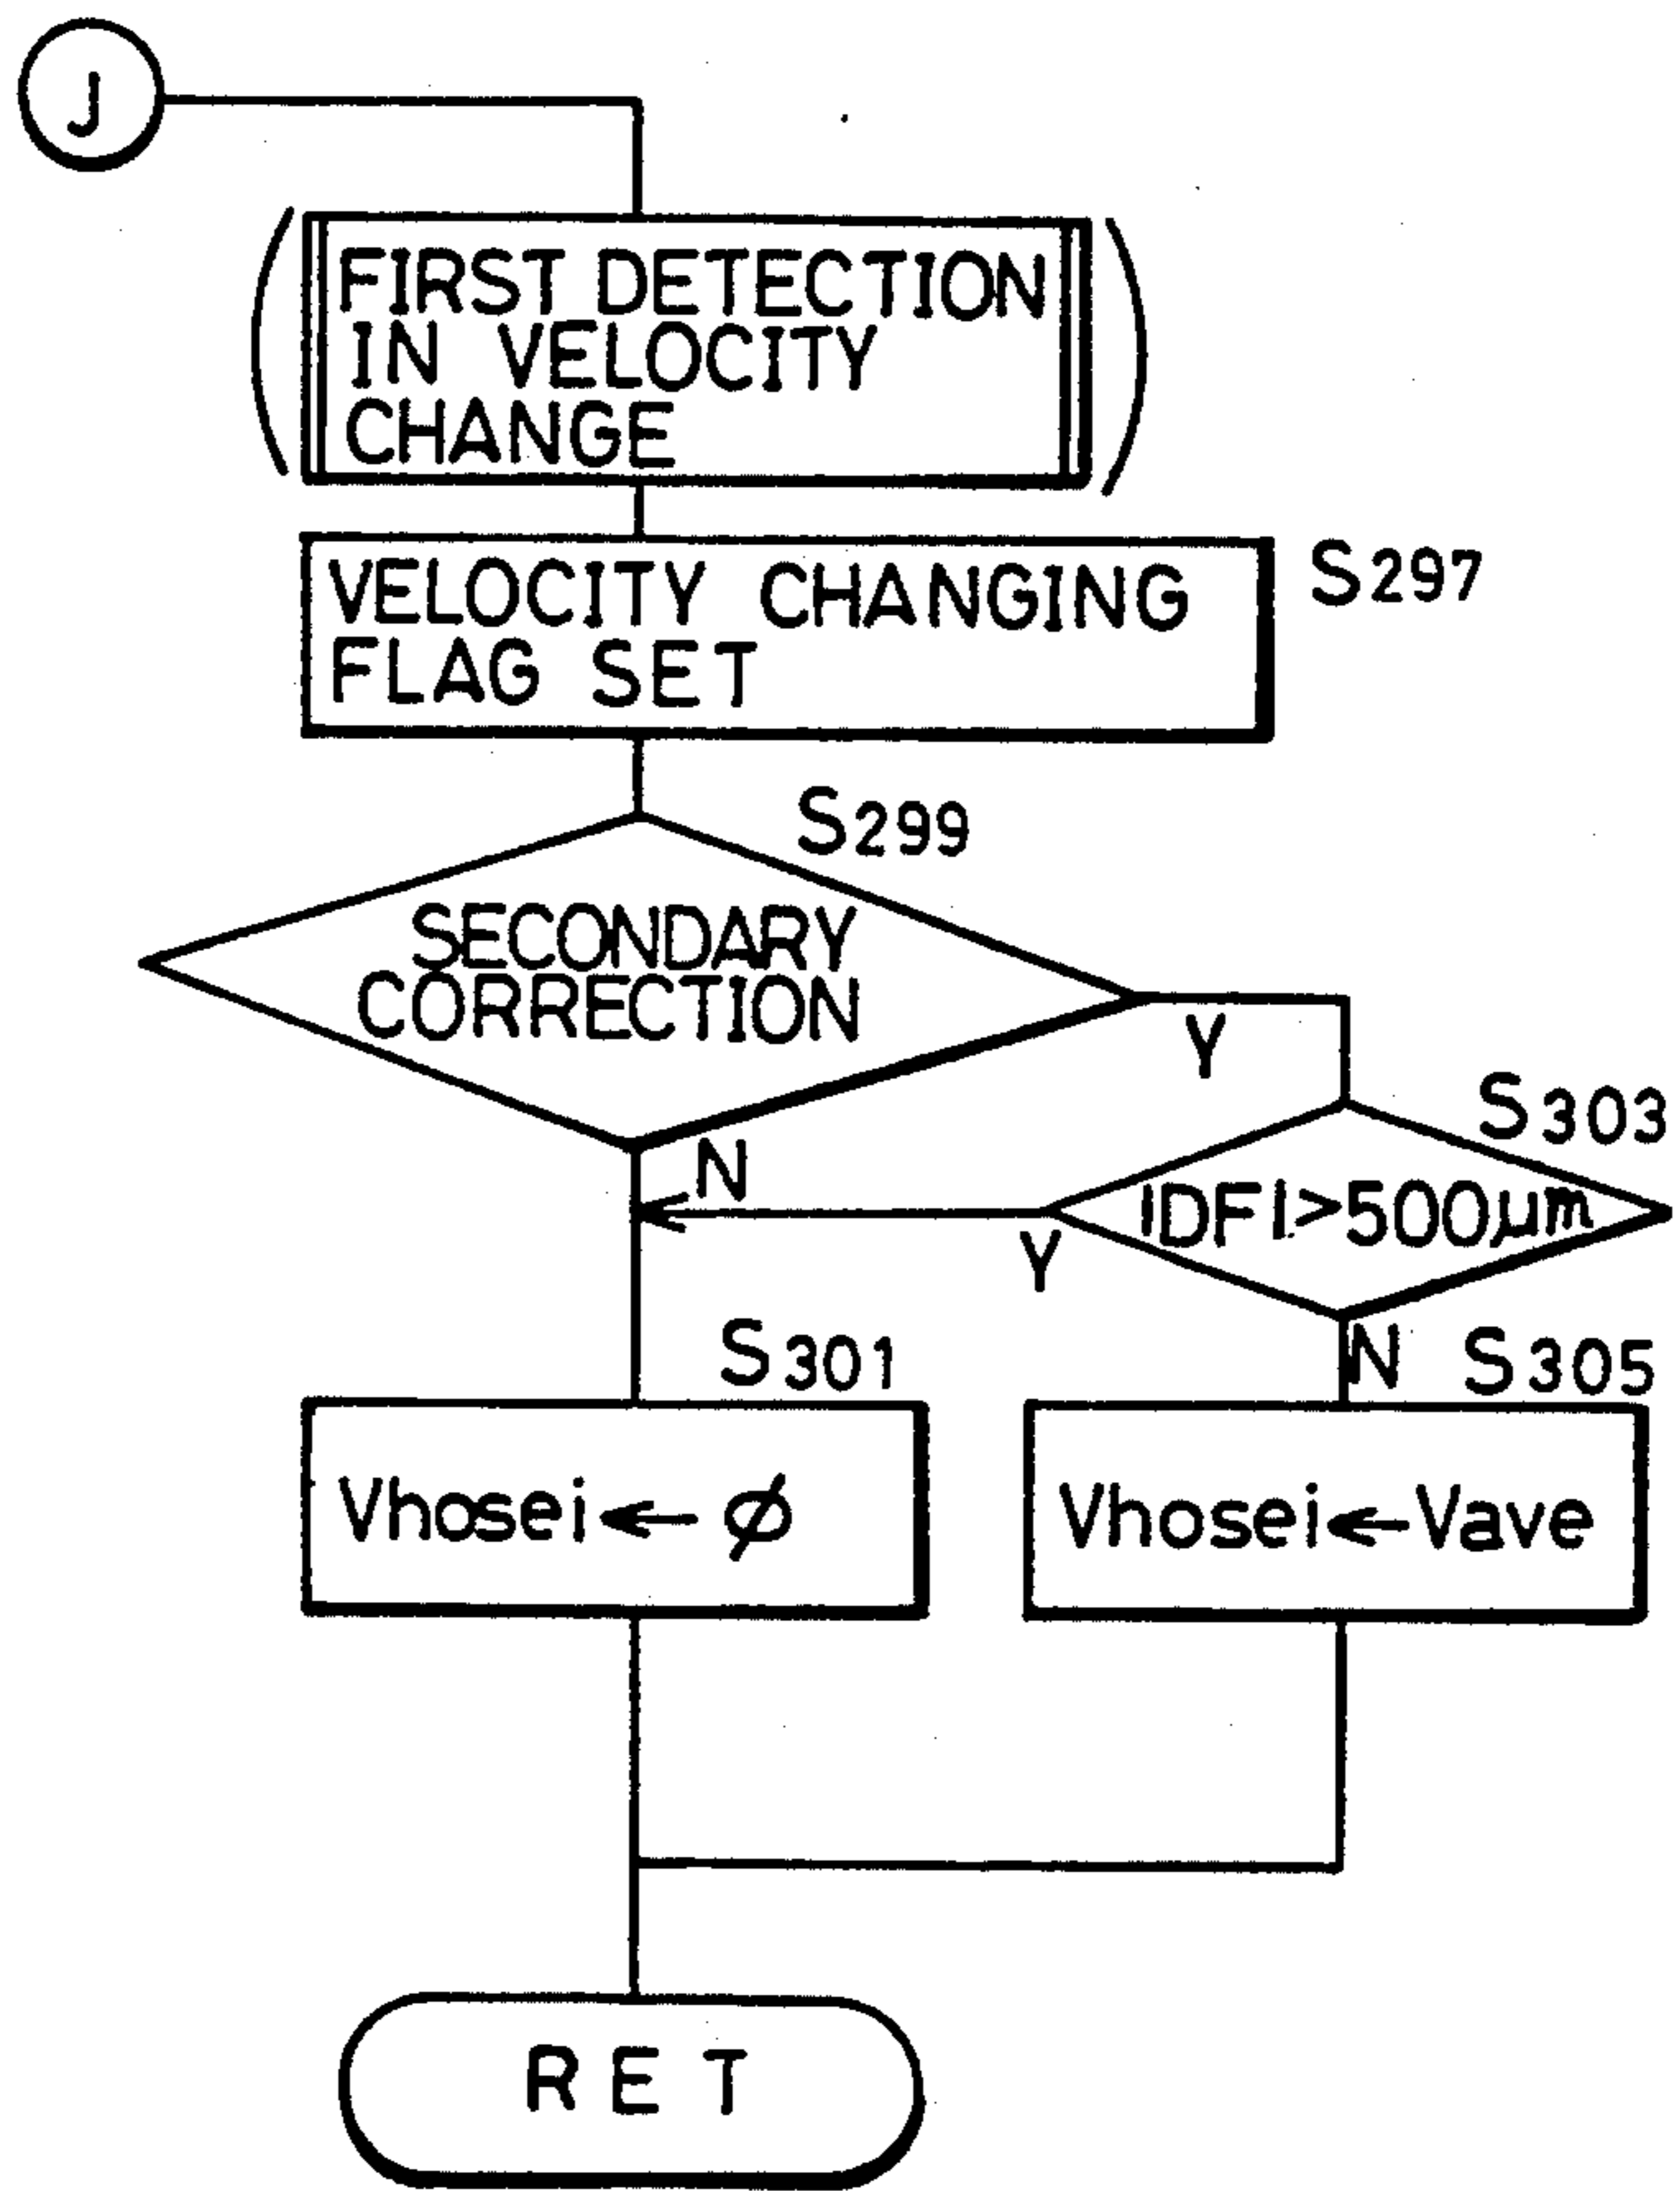 J
FIRST DETECTION
IN VELOCITY
CHANGE
VELOCITY CHANGING
FLAG SET
S297
S299
SECONDARY
CORRECTION
Y
S303
N
|DF|>500μm
Y
S301
N
S305
Vhosei← ∅
Vhosei←Vave
RET